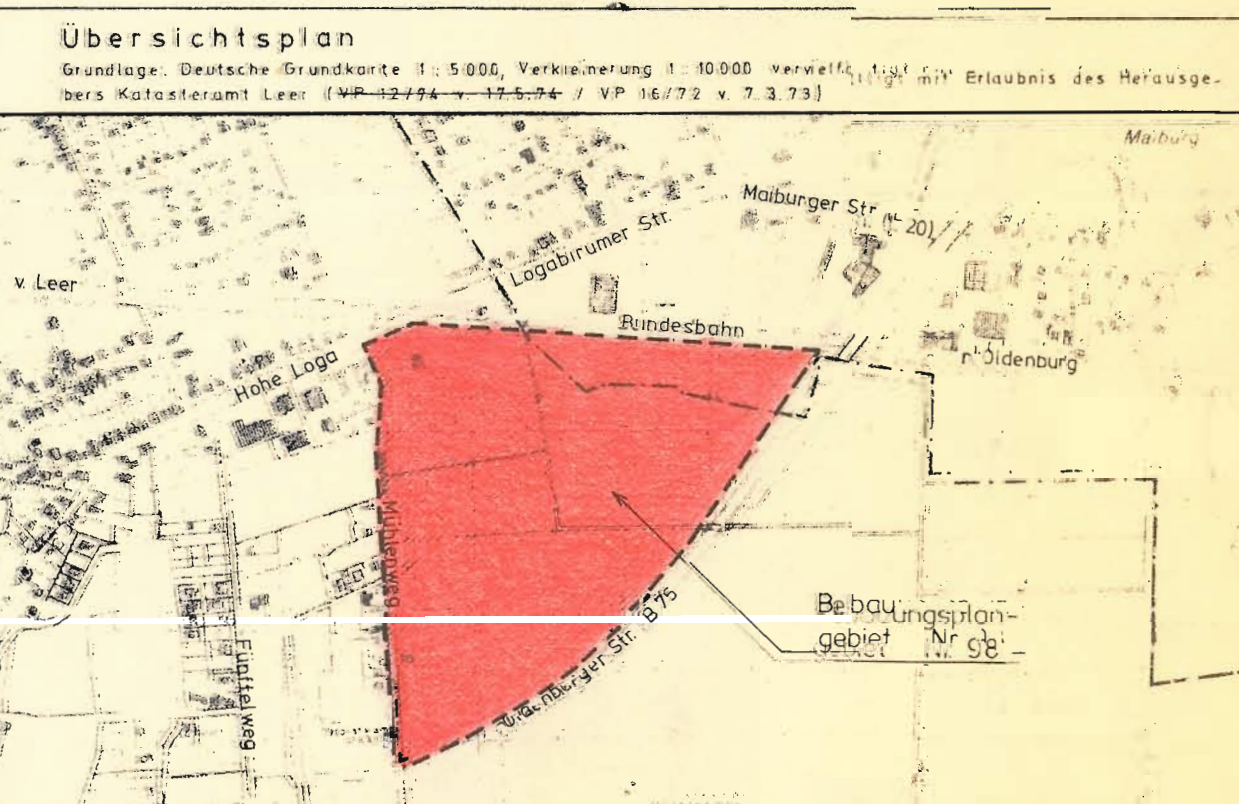 Übersichtsplan
Grundlage. Deutsche Grundkarte 1 : 5000, Verkleinerung 1 : 10000 mit Erlaubnis des Herausge-
bers Katasteramt Leer (VP 12/74 v. 17.5.74 / VP 16/72 v. 7.3.73)
Maiburg
Maiburger Str. (L 20)
Logabirumer Str.
v. Leer
Bundesbahn
n. Oldenburg
Hohe Loga
Mühlenweg
Bebauungsplan-
gebiet Nr. 98
Oldenburger Str. B 75
Fünftelweg